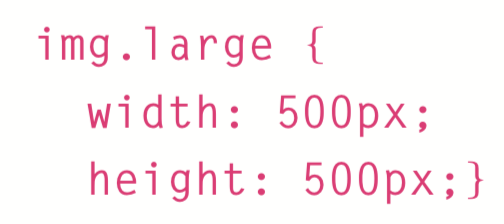 img.large {
  width: 500px;
  height: 500px;}